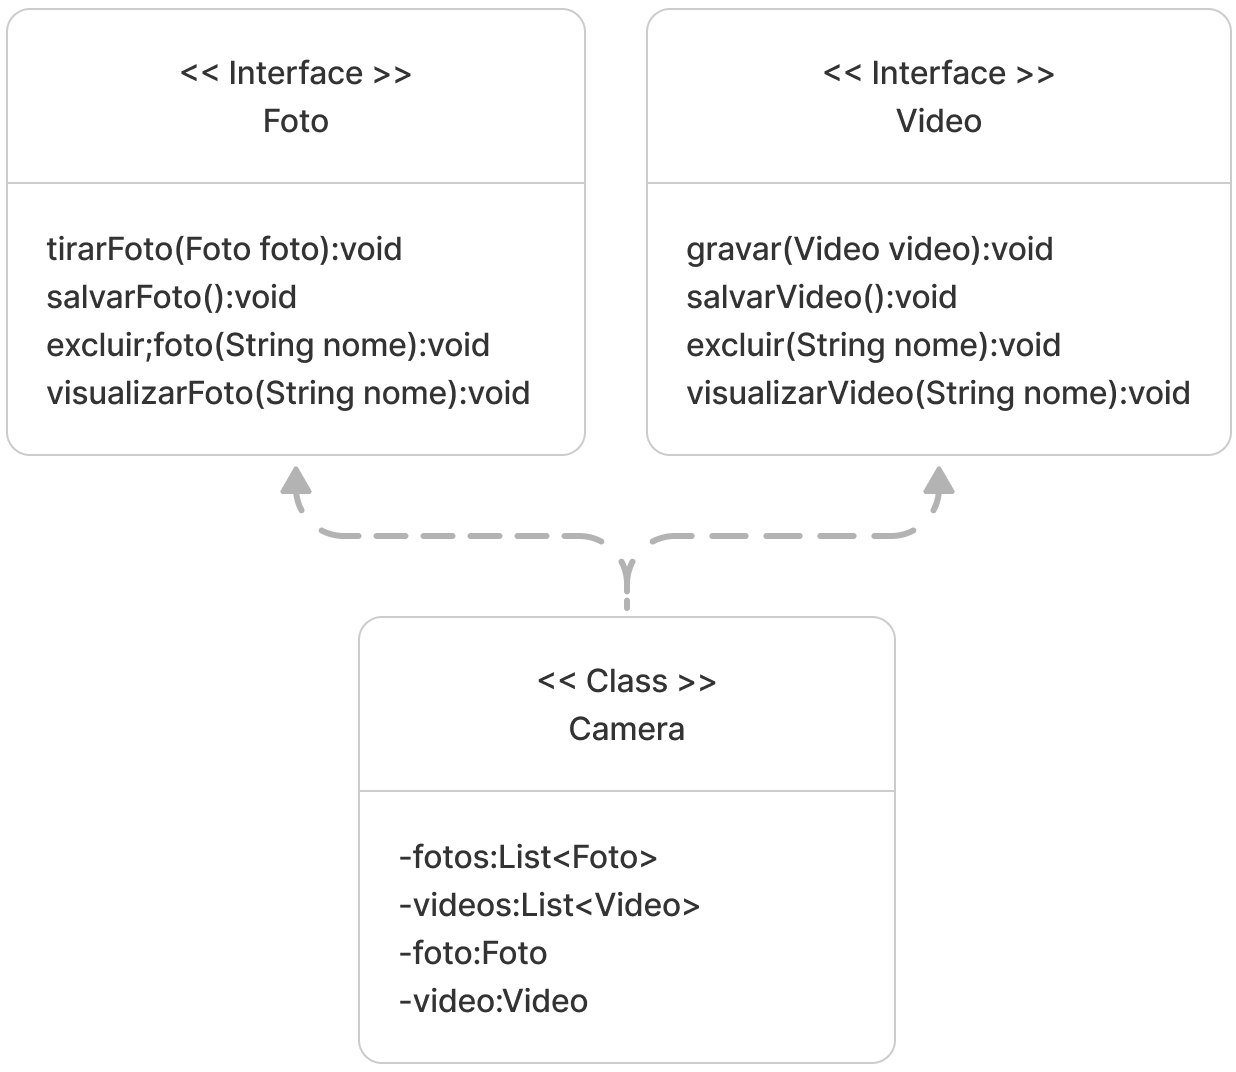 << Interface >>
Foto
tirarFoto(Foto foto):void
salvarFoto():void
excluir;foto(String nome):void
visualizarFoto(String nome):void
<< Interface >>
Video
gravar(Video video):void
salvarVideo():void
excluir(String nome):void
visualizarVideo(String nome):void
<< Class >>
Camera
-fotos:List<Foto>
-videos:List<Video>
-foto:Foto
-video:Video